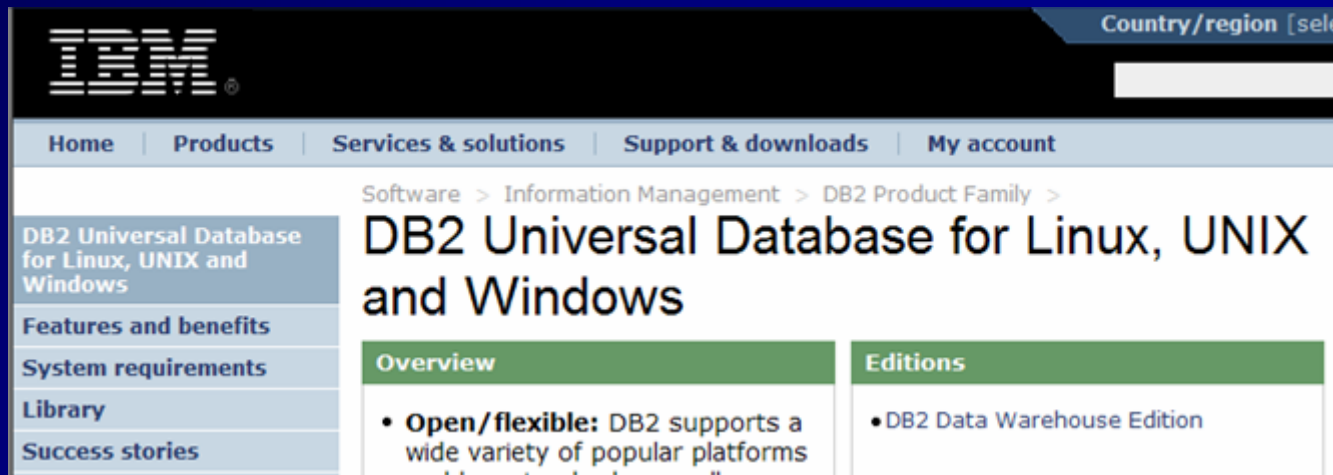 IBM®
Country/region [sele
Home | Products | Services & solutions | Support & downloads | My account
Software > Information Management > DB2 Product Family >
DB2 Universal Database for Linux, UNIX
and Windows
DB2 Universal Database
for Linux, UNIX and
Windows
Features and benefits
System requirements
Library
Success stories
Overview
• Open/flexible: DB2 supports a
wide variety of popular platforms
Editions
• DB2 Data Warehouse Edition